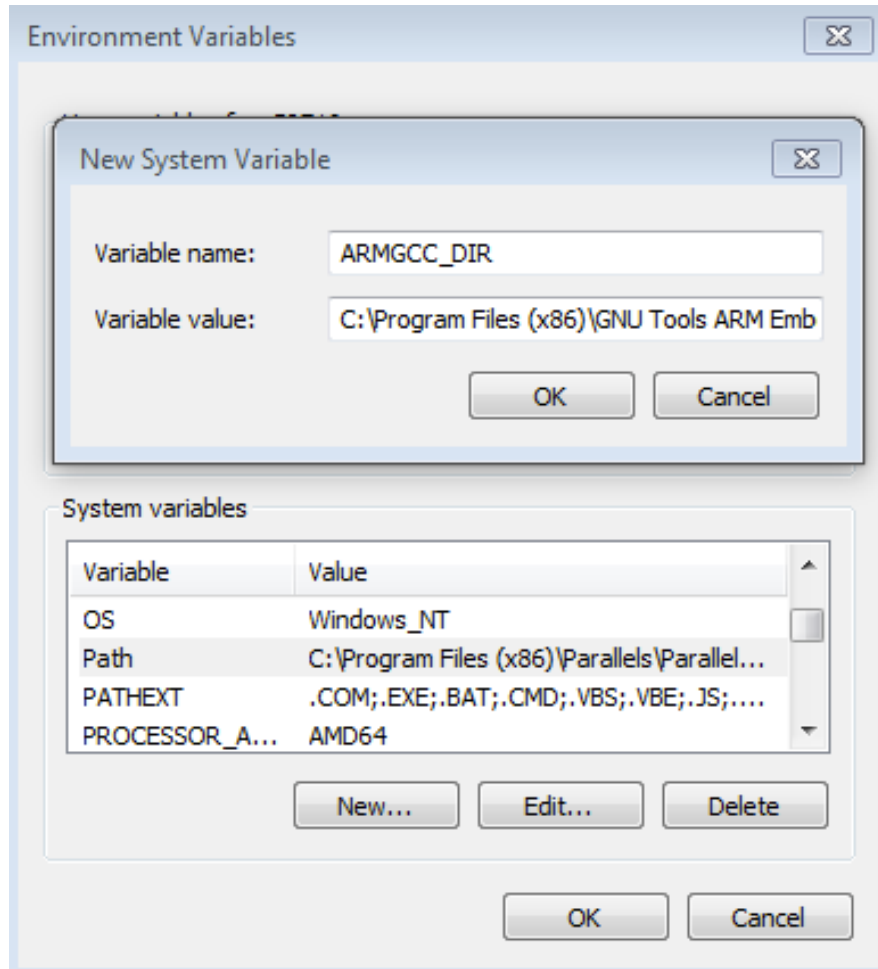 Environment Variables
New System Variable
Variable name: ARMGCC_DIR
Variable value: C:\Program Files (x86)\GNU Tools ARM Emb
OK Cancel
System variables
Variable Value
OS Windows_NT
Path C:\Program Files (x86)\Parallels\Parallel...
PATHEXT .COM;.EXE;.BAT;.CMD;.VBS;.VBE;.JS;....
PROCESSOR_A... AMD64
New... Edit... Delete
OK Cancel